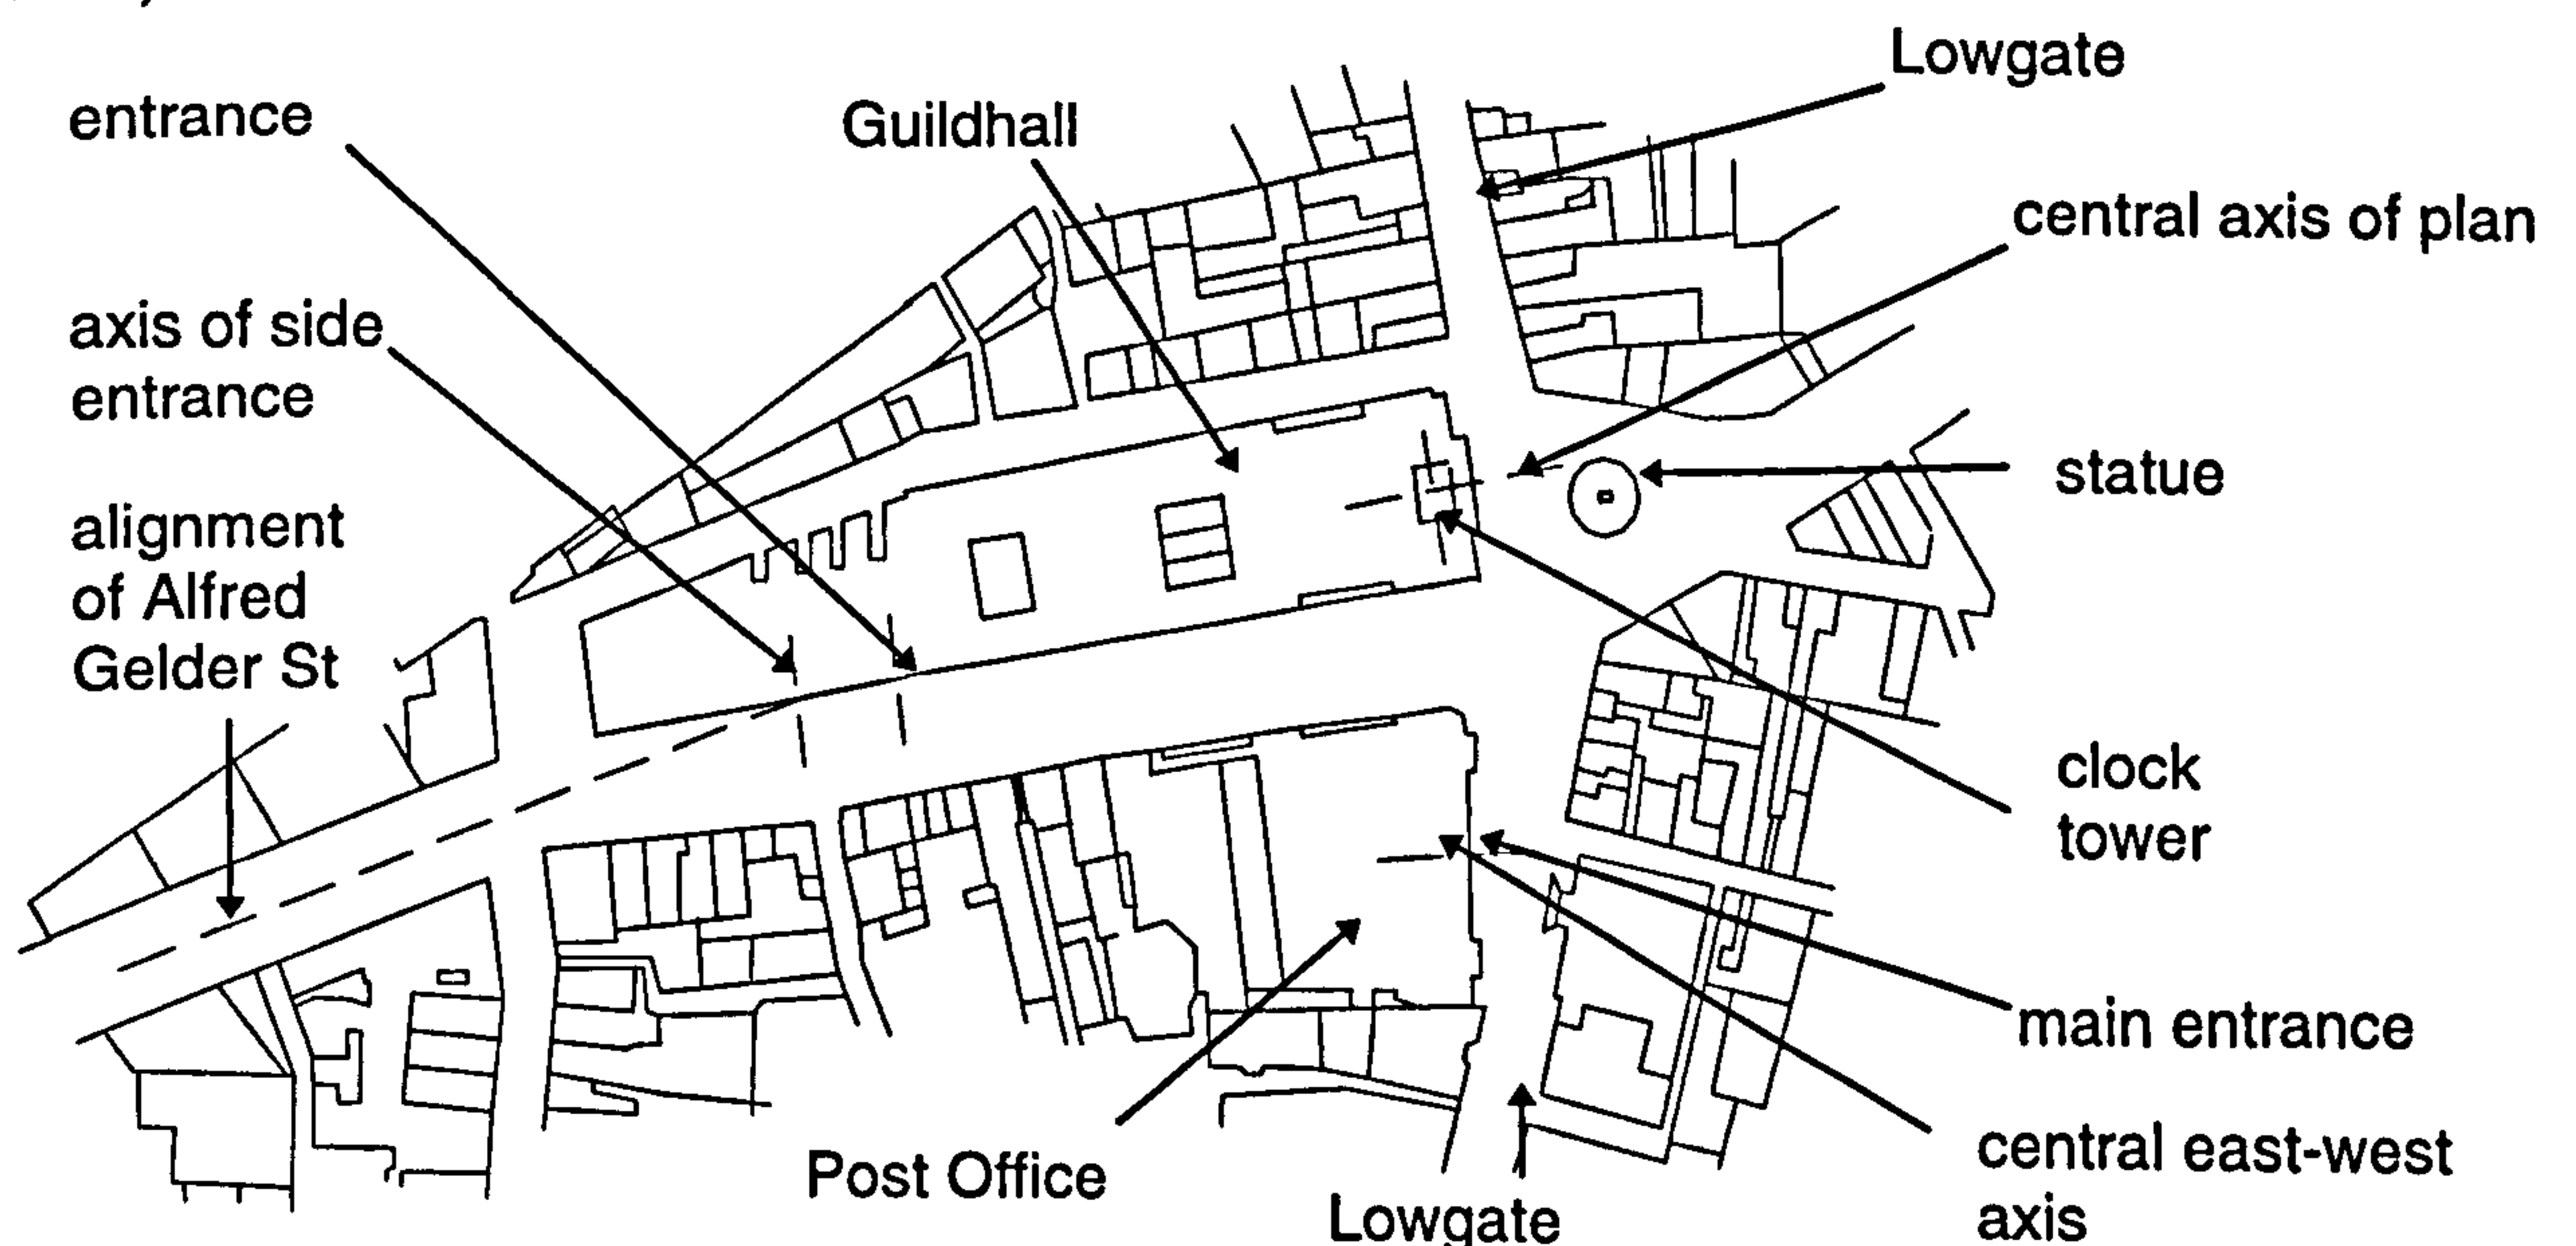 Lowgate
entrance
Guildhall
central axis of plan
axis of side
entrance
statue
alignment
of Alfred
Gelder St
clock
tower
main entrance
Post Office
central east-west
axis
Lowgate